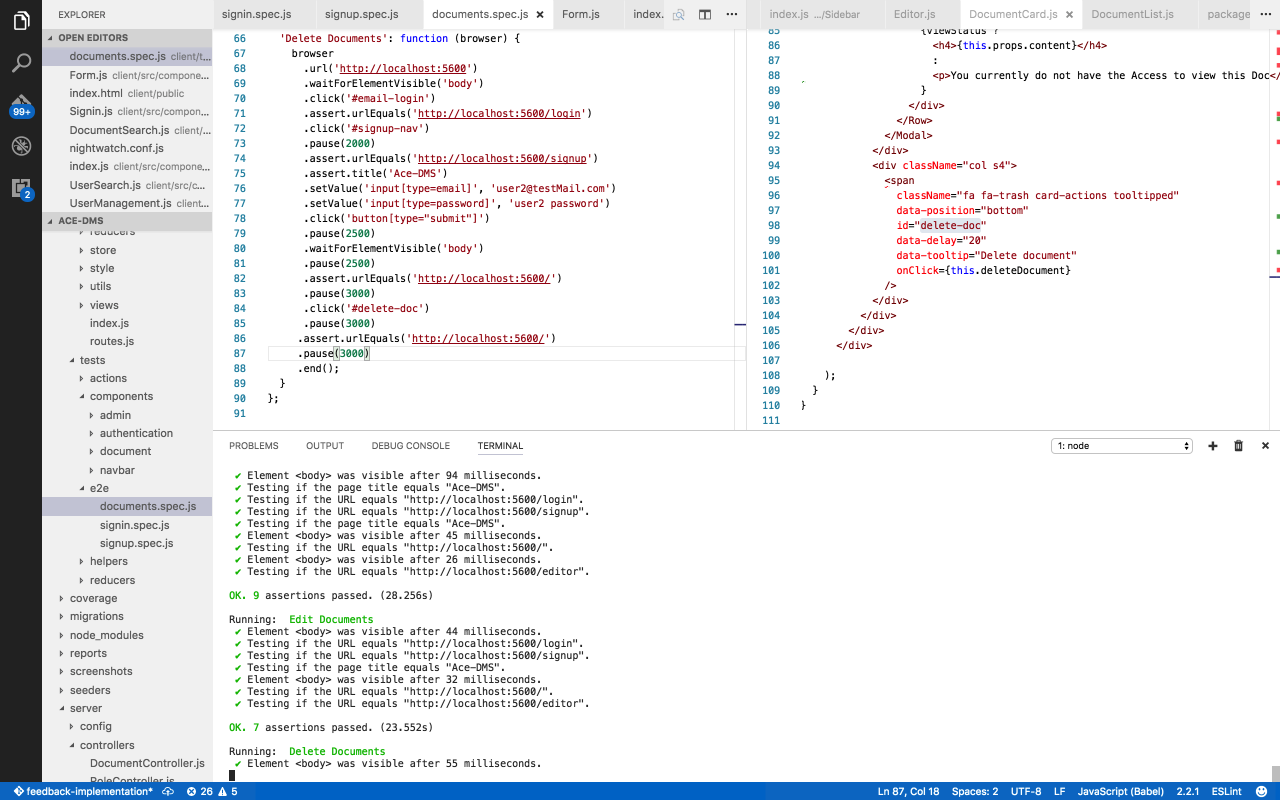 EXPLORER
OPEN EDITORS
documents.spec.js client/t...
Form.js client/src/compone...
index.html client/public
Signin.js client/src/compon...
DocumentSearch.js client/...
nightwatch.conf.js
index.js client/src/compone...
UserSearch.js client/src/c...
UserManagement.js client...
99+
2
ACE-DMS
reducers
store
style
utils
views
index.js
routes.js
tests
actions
components
admin
authentication
document
navbar
e2e
documents.spec.js
signin.spec.js
signup.spec.js
helpers
reducers
coverage
migrations
node_modules
reports
screenshots
seeders
server
config
controllers
DocumentController.js
RoleController.js
signin.spec.js signup.spec.js documents.spec.js Form.js index.
66 'Delete Documents': function (browser) {
67 browser
68 .url('http://localhost:5600')
69 .waitForElementVisible('body')
70 .click('#email-login')
71 .assert.urlEquals('http://localhost:5600/login')
72 .click('#signup-nav')
73 .pause(2000)
74 .assert.urlEquals('http://localhost:5600/signup')
75 .assert.title('Ace-DMS')
76 .setValue('input[type=email]', 'user2@testMail.com')
77 .setValue('input[type=password]', 'user2 password')
78 .click('button[type="submit"]')
79 .pause(2500)
80 .waitForElementVisible('body')
81 .pause(2500)
82 .assert.urlEquals('http://localhost:5600/')
83 .pause(3000)
84 .click('#delete-doc')
85 .pause(3000)
86 .assert.urlEquals('http://localhost:5600/')
87 .pause(3000)
88 .end();
89 }
90 };
91
index.js .../Sidebar Editor.js DocumentCard.js DocumentList.js package
85 {viewStatus ?
86 <h4>{this.props.content}</h4>
87 :
88 <p>You currently do not have the Access to view this Doc</
89 }
90 </div>
91 </Row>
92 </Modal>
93 </div>
94 <div className="col s4">
95 <span
96 className="fa fa-trash card-actions tooltipped"
97 data-position="bottom"
98 id="delete-doc"
99 data-delay="20"
100 data-tooltip="Delete document"
101 onClick={this.deleteDocument}
102 />
103 </div>
104 </div>
105 </div>
106 </div>
107
108 );
109 }
110 }
111
PROBLEMS OUTPUT DEBUG CONSOLE TERMINAL 1: node
✔ Element <body> was visible after 94 milliseconds.
✔ Testing if the page title equals "Ace-DMS".
✔ Testing if the URL equals "http://localhost:5600/login".
✔ Testing if the URL equals "http://localhost:5600/signup".
✔ Testing if the page title equals "Ace-DMS".
✔ Element <body> was visible after 45 milliseconds.
✔ Testing if the URL equals "http://localhost:5600/".
✔ Element <body> was visible after 26 milliseconds.
✔ Testing if the URL equals "http://localhost:5600/editor".
OK. 9 assertions passed. (28.256s)
Running: Edit Documents
✔ Element <body> was visible after 44 milliseconds.
✔ Testing if the URL equals "http://localhost:5600/login".
✔ Testing if the URL equals "http://localhost:5600/signup".
✔ Testing if the page title equals "Ace-DMS".
✔ Element <body> was visible after 32 milliseconds.
✔ Testing if the URL equals "http://localhost:5600/".
✔ Testing if the URL equals "http://localhost:5600/editor".
OK. 7 assertions passed. (23.552s)
Running: Delete Documents
✔ Element <body> was visible after 55 milliseconds.
feedback-implementation* 26 5 Ln 87, Col 18 Spaces: 2 UTF-8 LF JavaScript (Babel) 2.2.1 ESLint